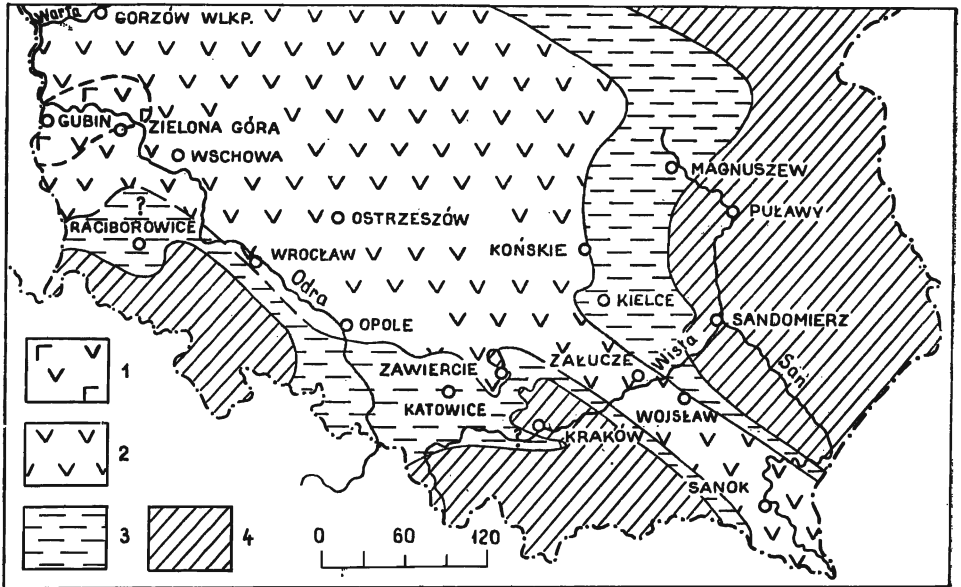 Warta
GORZÓW WLKP.
GUBIN
ZIELONA GÓRA
WSCHOWA
MAGNUSZEW
PUŁAWY
?
RACIBOROWICE
OSTRZESZÓW
WROCŁAW
KOŃSKIE
Odra
KIELCE
OPOLE
SANDOMIERZ
ZAWIERCIE
ZAŁUCZE
Wisła
San
1
KATOWICE
WOJSŁAW
?
KRAKÓW
2
SANOK
3
4
0 60 120